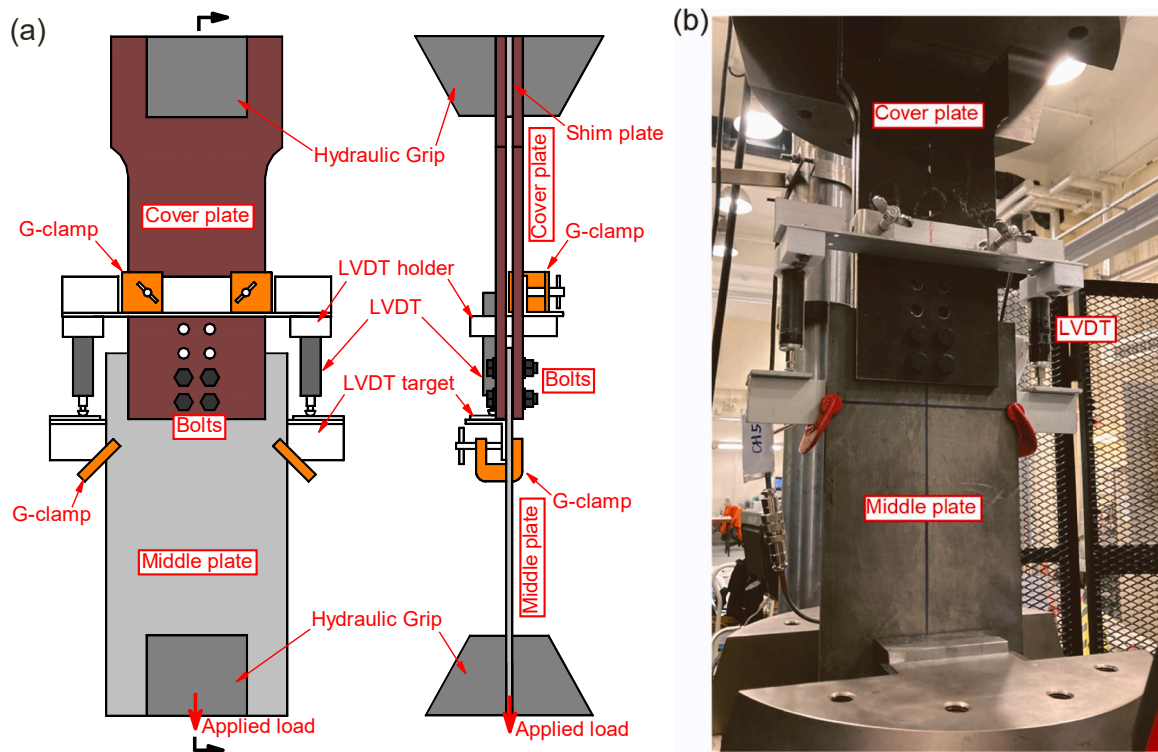 (a)
Hydraulic Grip
Cover plate
G-clamp
LVDT holder
LVDT
LVDT target
Bolts
G-clamp
Middle plate
Hydraulic Grip
Applied load
Shim plate
Cover plate
G-clamp
Bolts
G-clamp
Middle plate
Applied load
(b)
Cover plate
LVDT
CH5
Middle plate